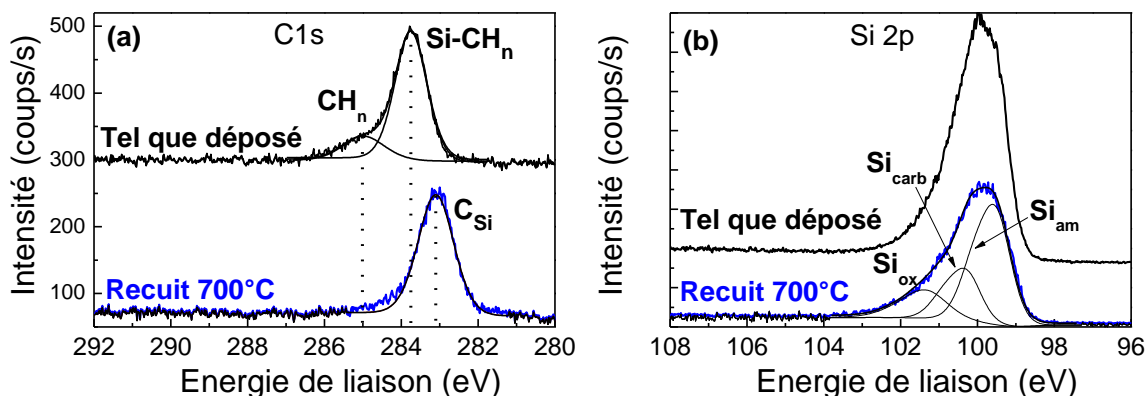 (a)
C1s
Si-CHn
CHn
Tel que déposé
CSi
Recuit 700°C
500
400
300
200
100
292 290 288 286 284 282 280
Energie de liaison (eV)
Intensité (coups/s)
(b)
Si 2p
Sicarb
Tel que déposé
Siam
Siox
Recuit 700°C
108 106 104 102 100 98 96
Energie de liaison (eV)
Intensité (coups/s)